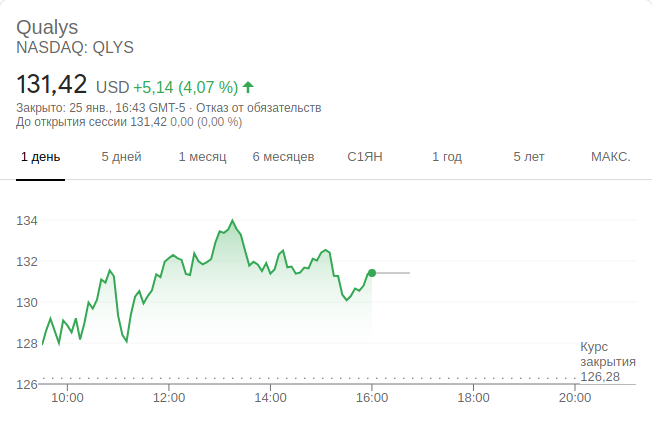 Qualys
NASDAQ: QLYS
131,42 USD +5,14 (4,07 %)
Закрыто: 25 янв., 16:43 GMT-5 · Отказ от обязательств
До открытия сессии 131,42 0,00 (0,00 %)
1 день 5 дней 1 месяц 6 месяцев С1ЯН 1 год 5 лет МАКС.
134
132
130
128
Курс
закрытия
126,28
126
10:00 12:00 14:00 16:00 18:00 20:00